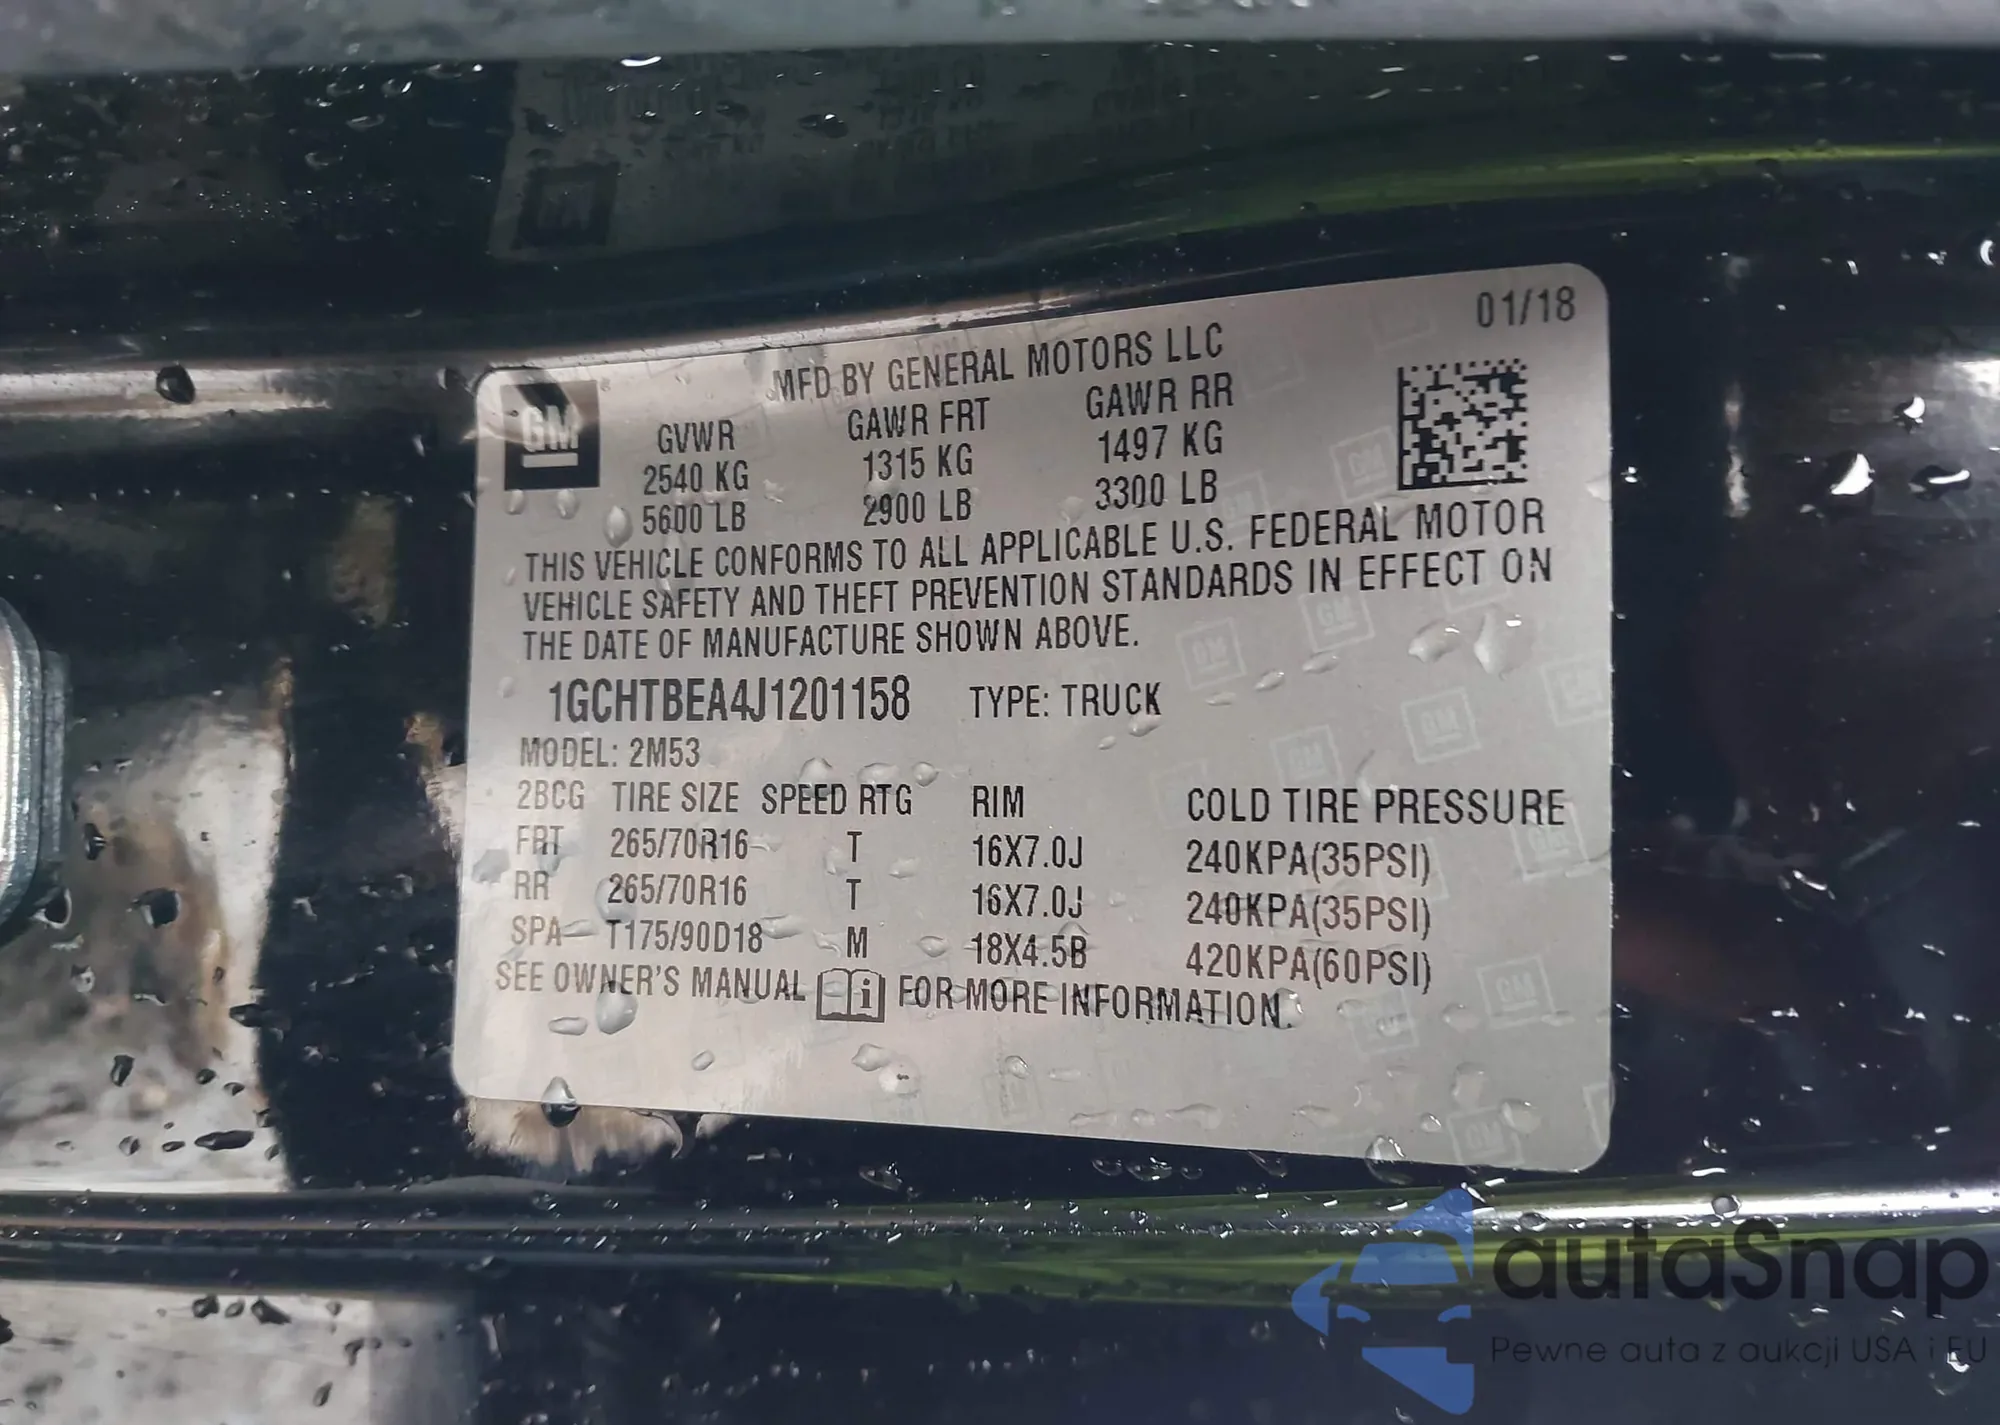 01/18
MFD BY GENERAL MOTORS LLC
GM
GVWR GAWR FRT GAWR RR
2540 KG 1315 KG 1497 KG
5600 LB 2900 LB 3300 LB
THIS VEHICLE CONFORMS TO ALL APPLICABLE U.S. FEDERAL MOTOR
VEHICLE SAFETY AND THEFT PREVENTION STANDARDS IN EFFECT ON
THE DATE OF MANUFACTURE SHOWN ABOVE.
1GCHTBEA4J1201158 TYPE: TRUCK
MODEL: 2M53
2BCG TIRE SIZE SPEED RTG RIM COLD TIRE PRESSURE
FRT 265/70R16 T 16X7.0J 240KPA(35PSI)
RR 265/70R16 T 16X7.0J 240KPA(35PSI)
SPA T175/90D18 M 18X4.5B 420KPA(60PSI)
SEE OWNER'S MANUAL i FOR MORE INFORMATION.
autaSnap
Pewne auta z aukcji USA i EU